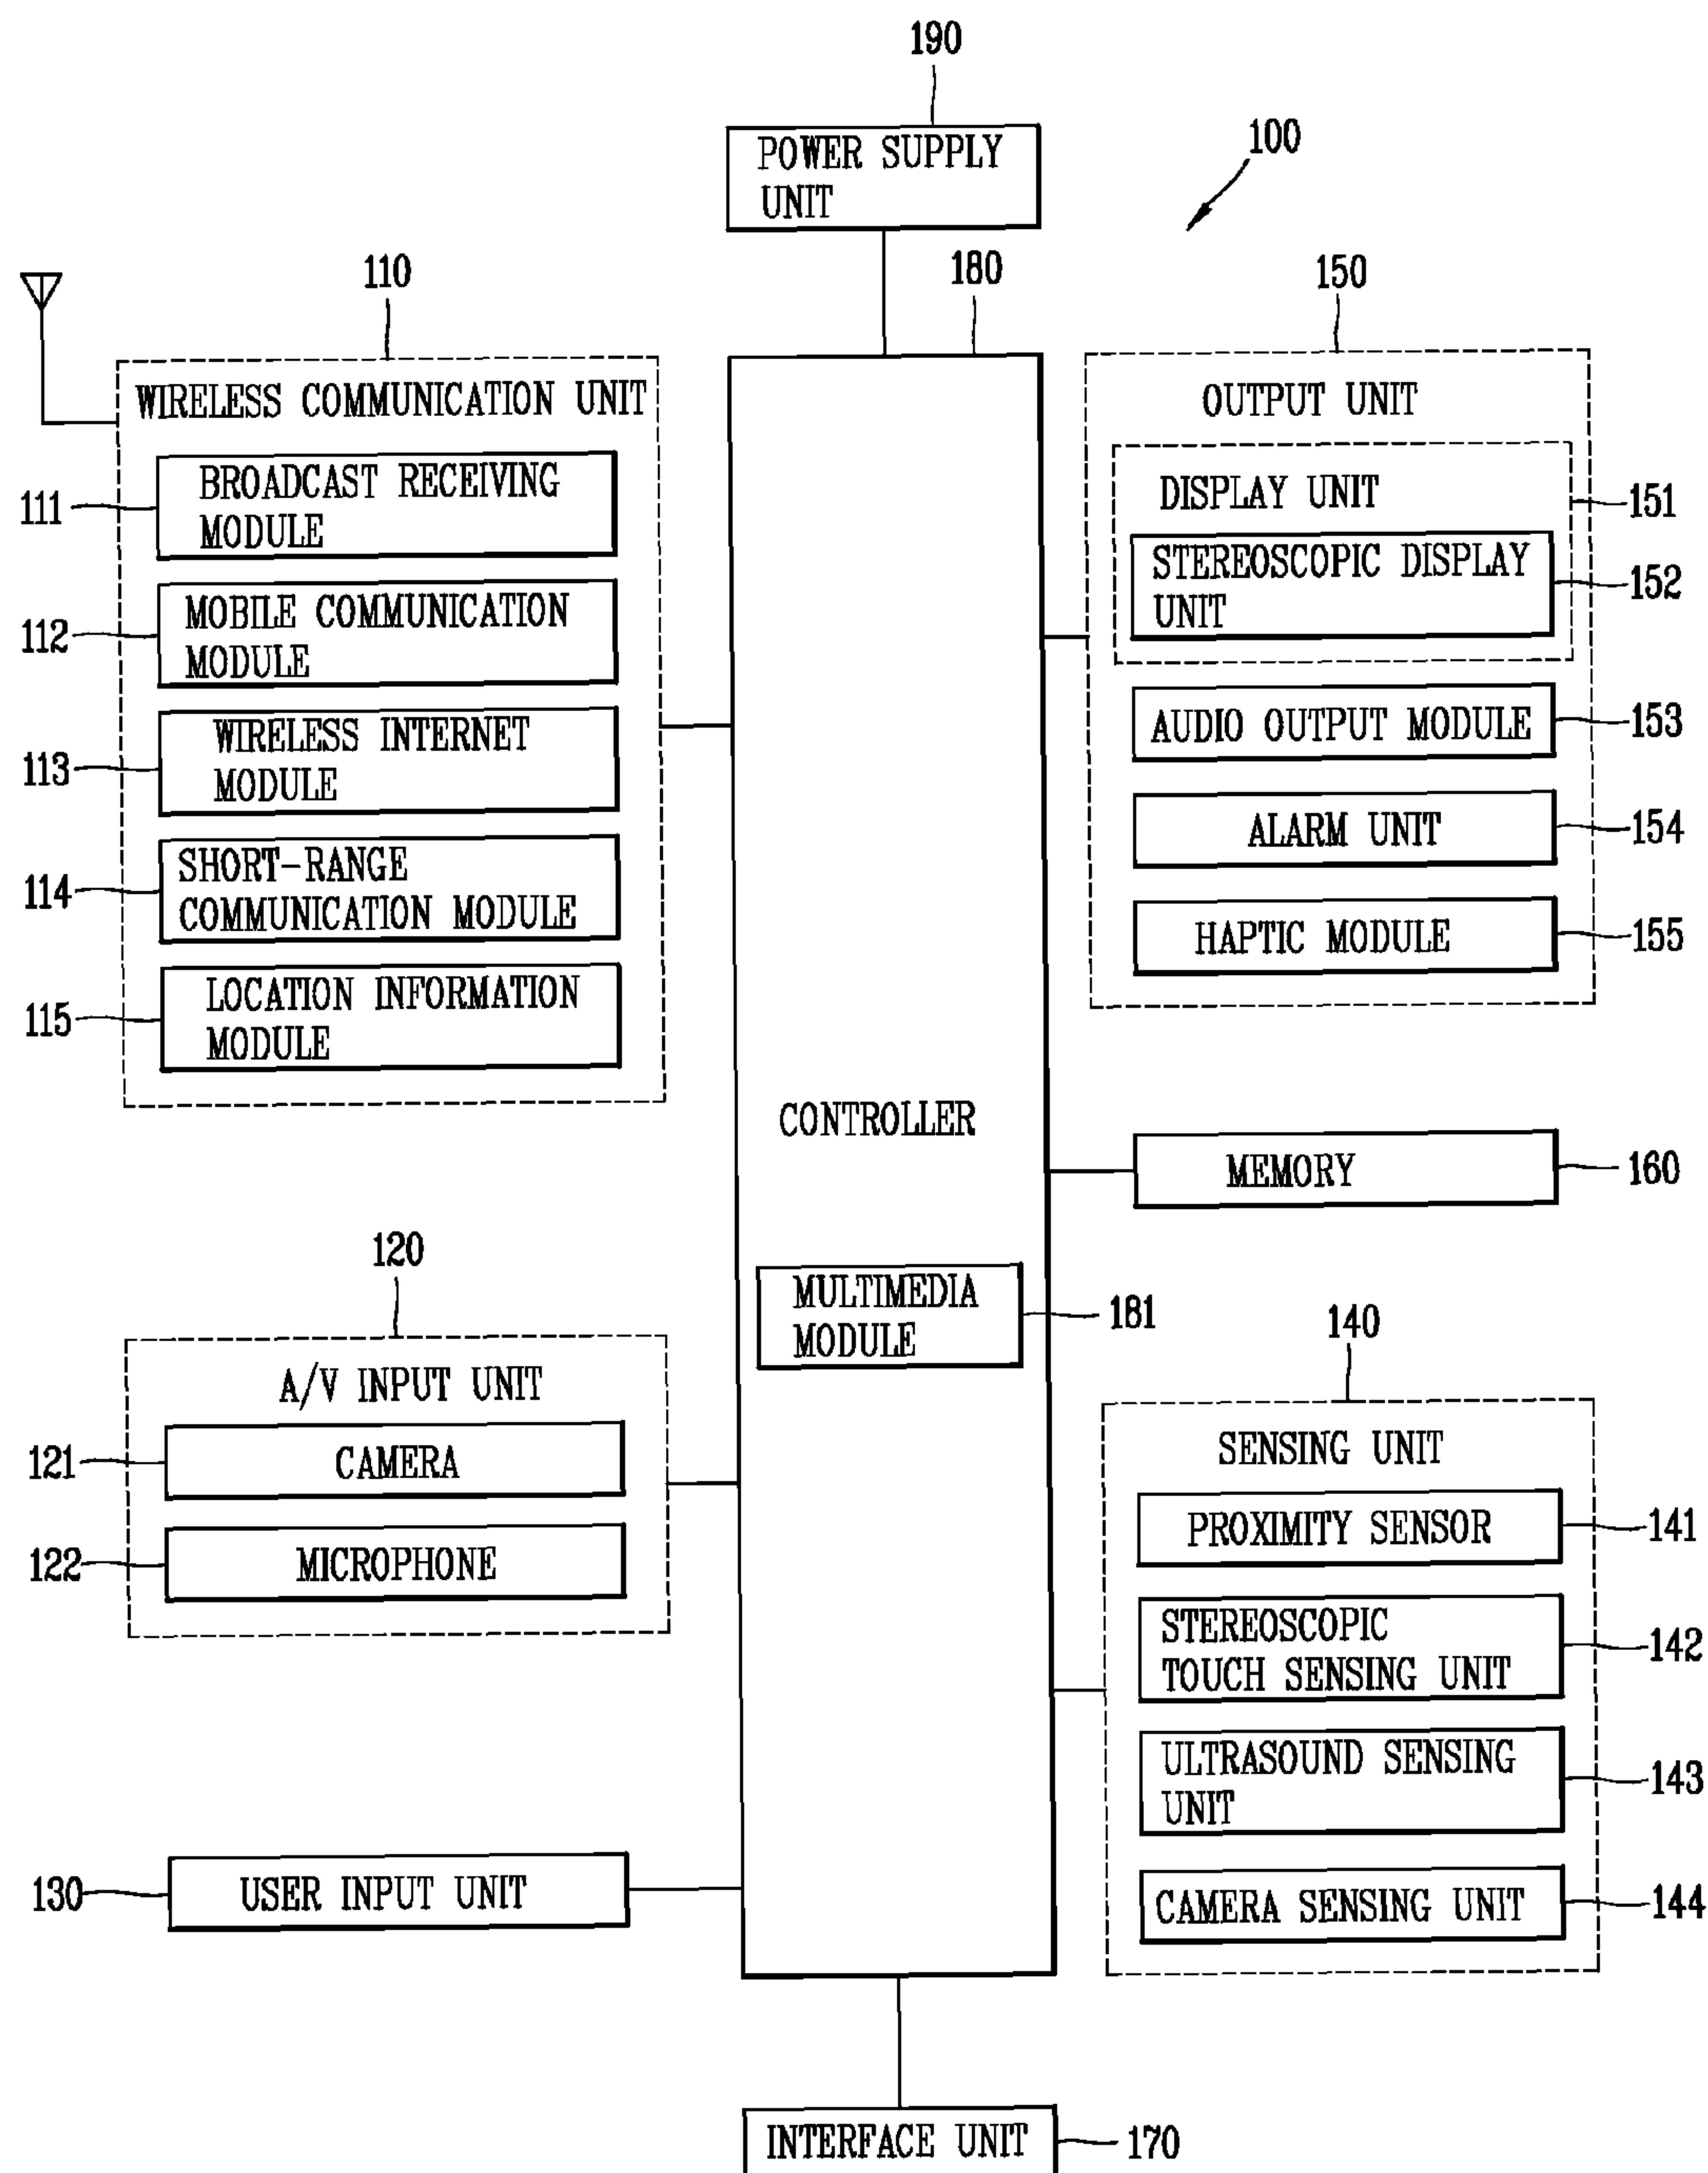 190
POWER SUPPLY
UNIT
100
110
180
150
WIRELESS COMMUNICATION UNIT
111
BROADCAST RECEIVING
MODULE
112
MOBILE COMMUNICATION
MODULE
113
WIRELESS INTERNET
MODULE
114
SHORT-RANGE
COMMUNICATION MODULE
115
LOCATION INFORMATION
MODULE
OUTPUT UNIT
DISPLAY UNIT
151
STEREOSCOPIC DISPLAY
UNIT
152
AUDIO OUTPUT MODULE
153
ALARM UNIT
154
HAPTIC MODULE
155
CONTROLLER
MEMORY
160
MULTIMEDIA
MODULE
181
120
A/V INPUT UNIT
121
CAMERA
122
MICROPHONE
140
SENSING UNIT
PROXIMITY SENSOR
141
STEREOSCOPIC
TOUCH SENSING UNIT
142
ULTRASOUND SENSING
UNIT
143
CAMERA SENSING UNIT
144
130
USER INPUT UNIT
INTERFACE UNIT
170